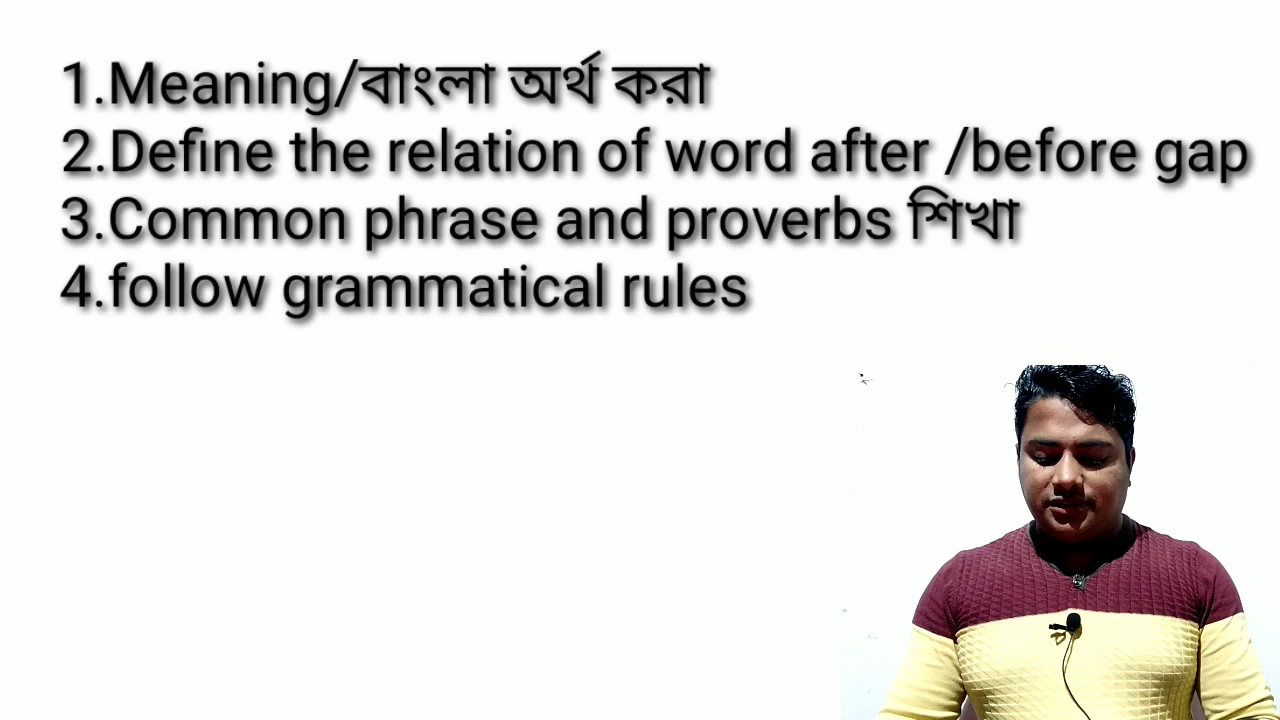 1.Meaning/বাংলা অর্থ করা
2.Define the relation of word after /before gap
3.Common phrase and proverbs শিখা
4.follow grammatical rules